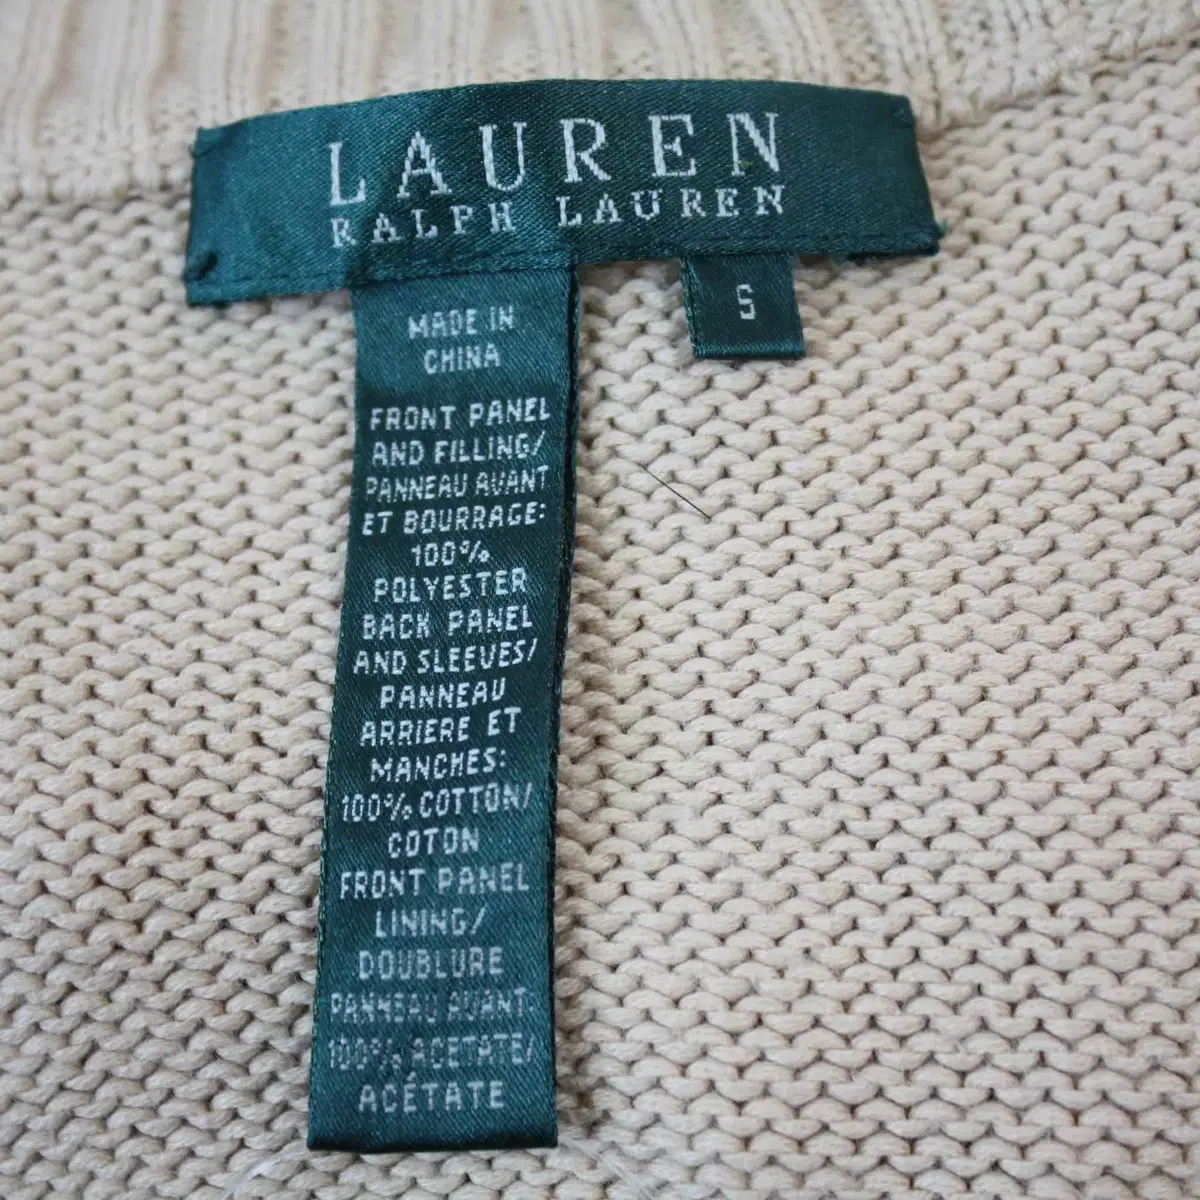 LAUREN
RALPH LAUREN
S
MADE IN
CHINA
FRONT PANEL
AND FILLING/
PANNEAU AVANT
ET BOURRAGE:
100%
POLYESTER
BACK PANEL
AND SLEEVES/
PANNEAU
ARRIERE ET
MANCHES:
100% COTTON/
COTON
FRONT PANEL
LINING/
DOUBLURE
PANNEAU AVANT:
100% ACETATE/
ACÉTATE